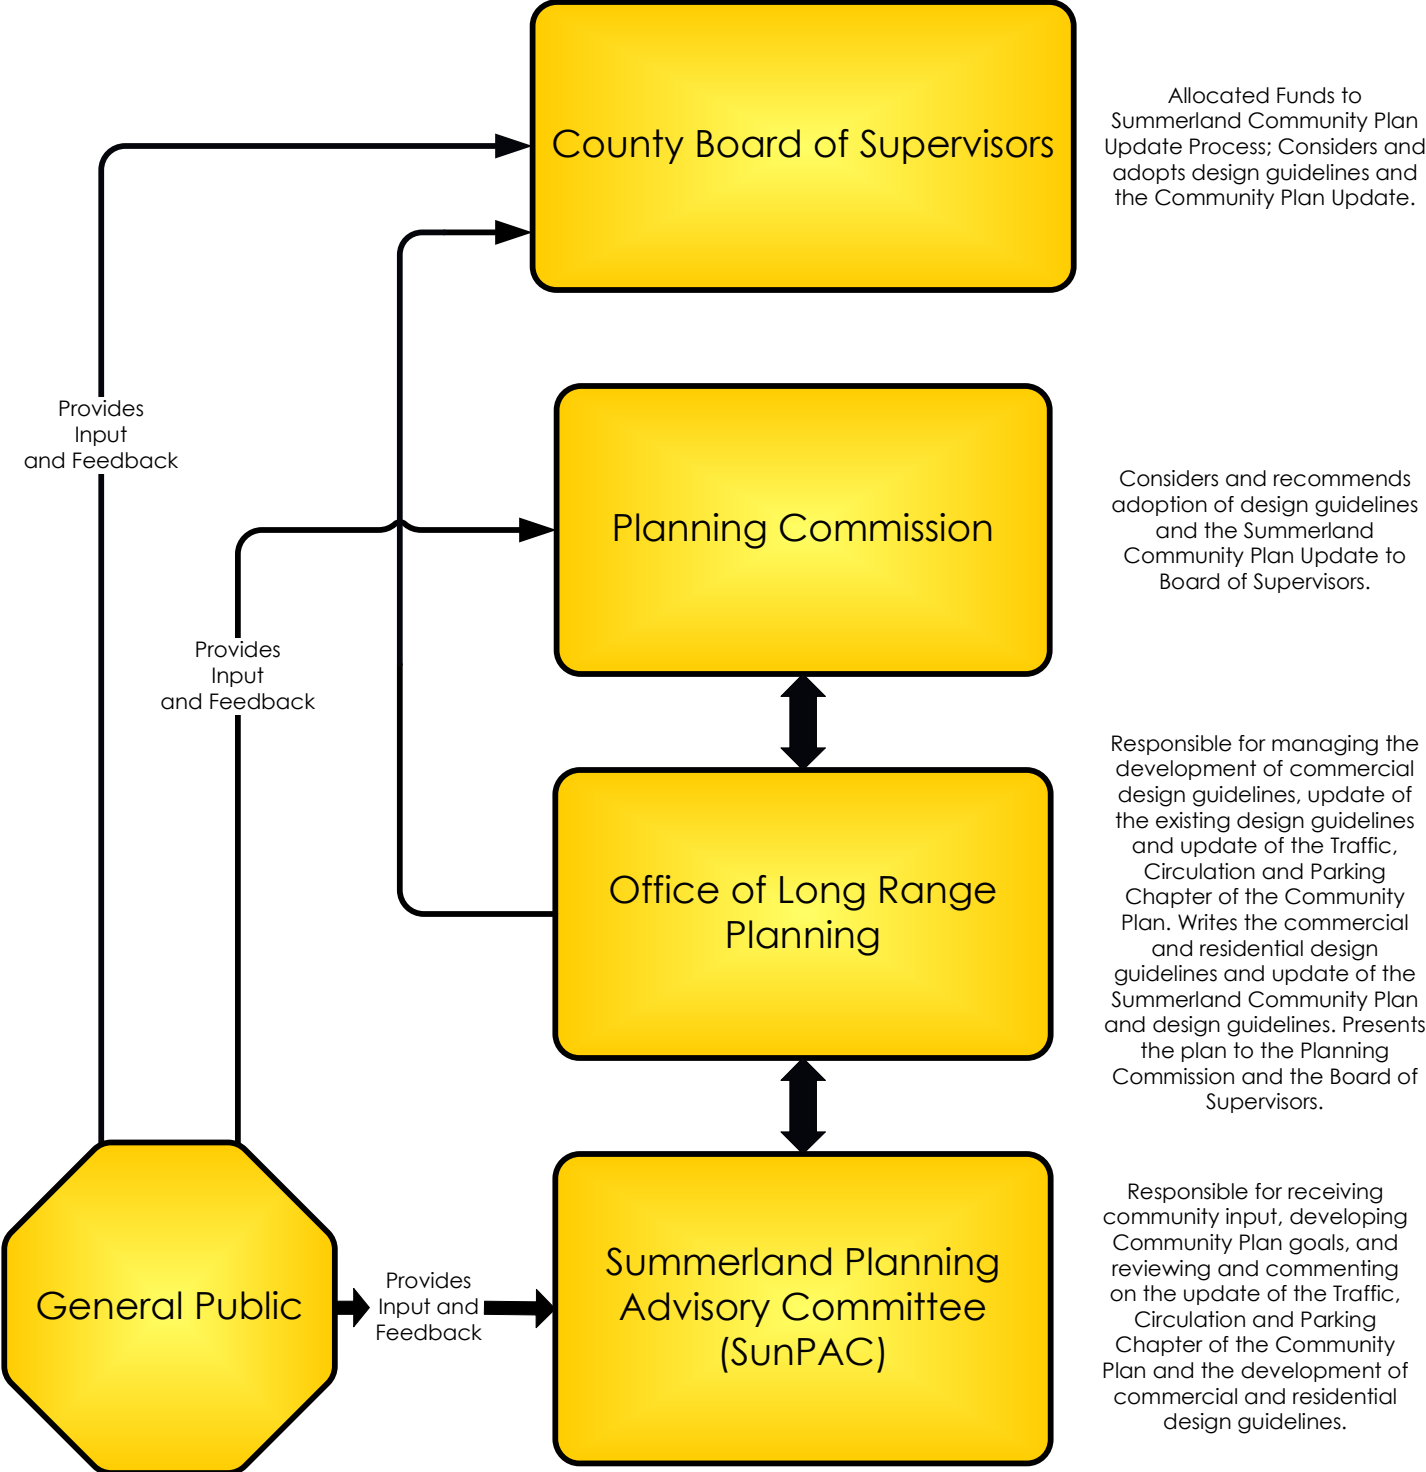 County Board of Supervisors
Allocated Funds to
Summerland Community Plan
Update Process; Considers and
adopts design guidelines and
the Community Plan Update.
Provides
Input
and Feedback
Planning Commission
Considers and recommends
adoption of design guidelines
and the Summerland
Community Plan Update to
Board of Supervisors.
Provides
Input
and Feedback
Office of Long Range
Planning
Responsible for managing the
development of commercial
design guidelines, update of
the existing design guidelines
and update of the Traffic,
Circulation and Parking
Chapter of the Community
Plan. Writes the commercial
and residential design
guidelines and update of the
Summerland Community Plan
and design guidelines. Presents
the plan to the Planning
Commission and the Board of
Supervisors.
General Public
Provides
Input and
Feedback
Summerland Planning
Advisory Committee
(SunPAC)
Responsible for receiving
community input, developing
Community Plan goals, and
reviewing and commenting
on the update of the Traffic,
Circulation and Parking
Chapter of the Community
Plan and the development of
commercial and residential
design guidelines.